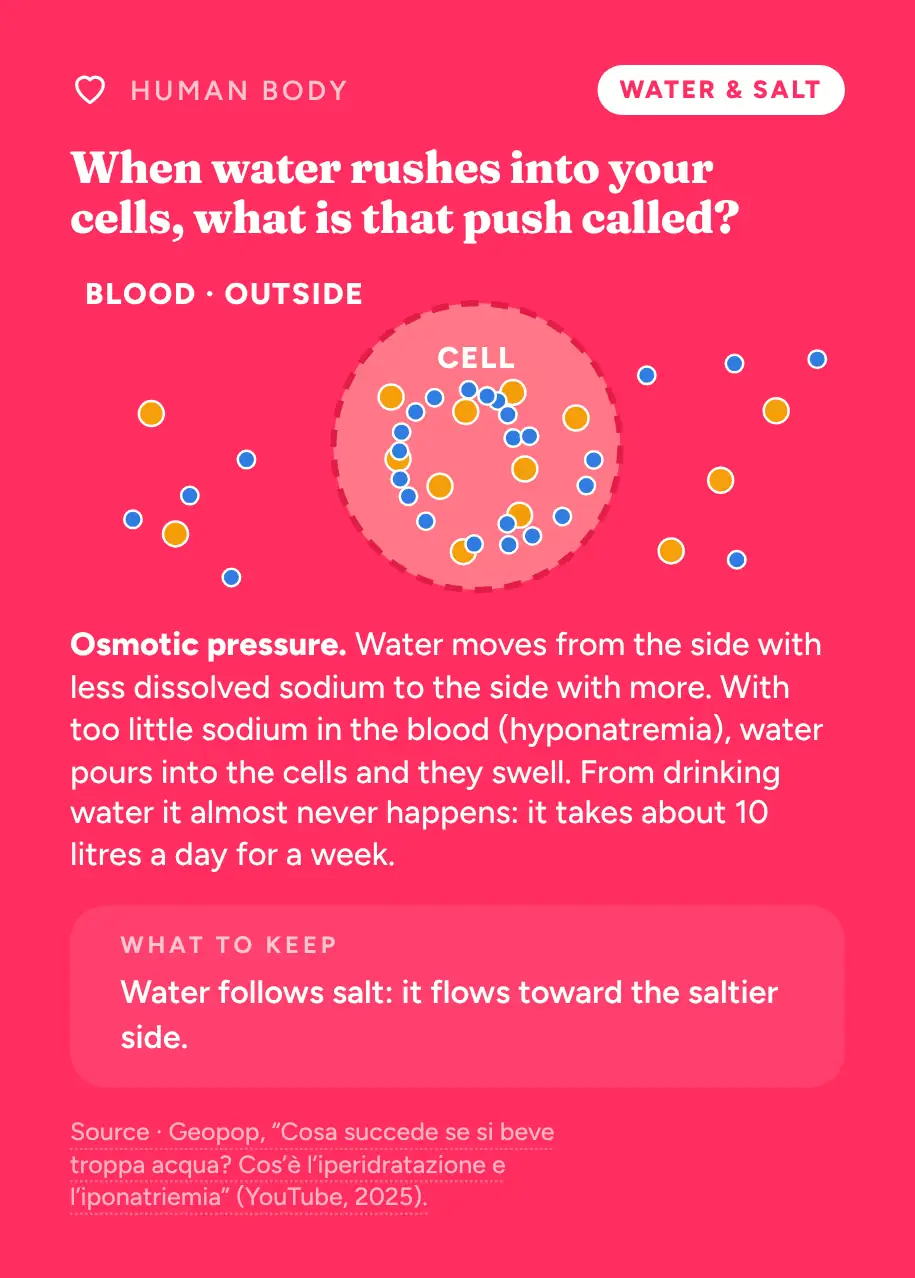 HUMAN BODY
WATER & SALT
When water rushes into your
cells, what is that push called?
BLOOD · OUTSIDE
CELL
Osmotic pressure. Water moves from the side with
less dissolved sodium to the side with more. With
too little sodium in the blood (hyponatremia), water
pours into the cells and they swell. From drinking
water it almost never happens: it takes about 10
litres a day for a week.
WHAT TO KEEP
Water follows salt: it flows toward the saltier
side.
Source · Geopop, “Cosa succede se si beve
troppa acqua? Cos’è l’iperidratazione e
l’iponatriemia” (YouTube, 2025).